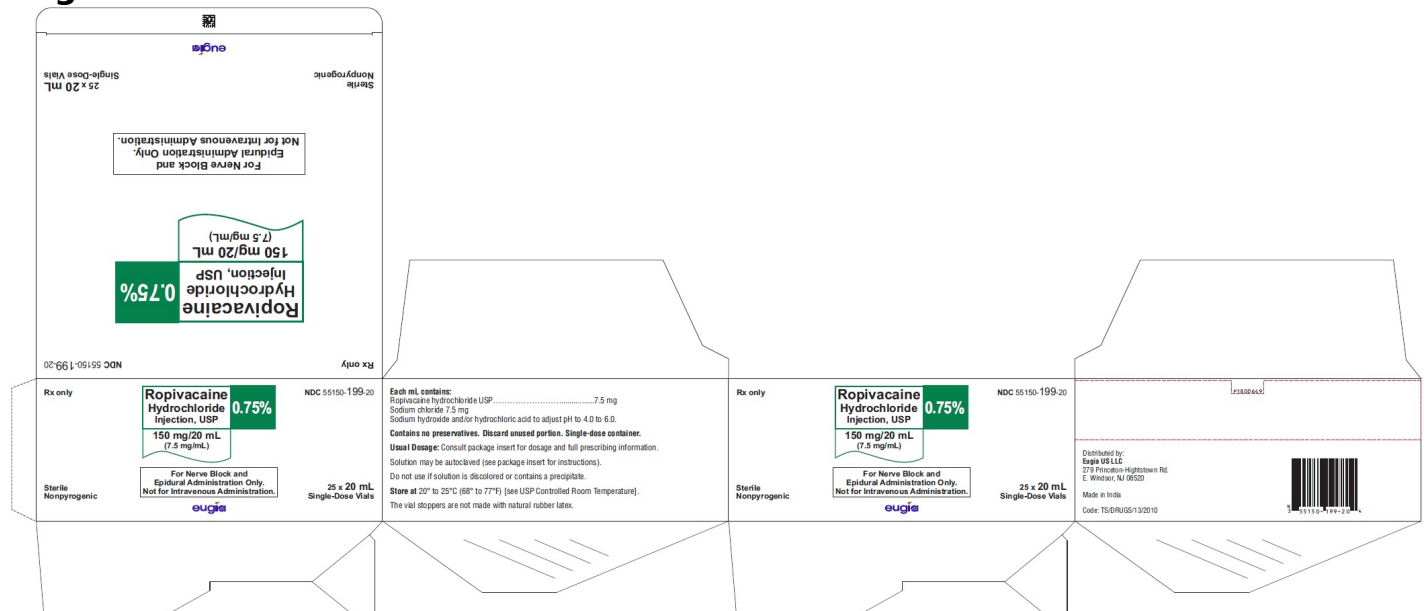 eugia
25 x 20 mL
Single-Dose Vials
Sterile
Nonpyrogenic
For Nerve Block and
Epidural Administration Only.
Not for Intravenous Administration.
150 mg/20 mL
(7.5 mg/mL)
Ropivacaine
Hydrochloride
Injection, USP
0.75%
NDC 55150-199-20
Rx only
Rx only
Ropivacaine
Hydrochloride
Injection, USP
0.75%
NDC 55150-199-20
150 mg/20 mL
(7.5 mg/mL)
For Nerve Block and
Epidural Administration Only.
Not for Intravenous Administration.
Sterile
Nonpyrogenic
25 x 20 mL
Single-Dose Vials
eugia
Each mL contains:
Ropivacaine hydrochloride USP..........................................7.5 mg
Sodium chloride 7.5 mg
Sodium hydroxide and/or hydrochloric acid to adjust pH to 4.0 to 6.0.
Contains no preservatives. Discard unused portion. Single-dose container.
Usual Dosage: Consult package insert for dosage and full prescribing information.
Solution may be autoclaved (see package insert for instructions).
Do not use if solution is discolored or contains a precipitate.
Store at 20° to 25°C (68° to 77°F) [see USP Controlled Room Temperature].
The vial stoppers are not made with natural rubber latex.
Rx only
Ropivacaine
Hydrochloride
Injection, USP
0.75%
NDC 55150-199-20
150 mg/20 mL
(7.5 mg/mL)
For Nerve Block and
Epidural Administration Only.
Not for Intravenous Administration.
Sterile
Nonpyrogenic
25 x 20 mL
Single-Dose Vials
eugia
Distributed by:
Eugia US LLC
279 Princeton-Hightstown Rd.
E. Windsor, NJ 08520
Made in India
Code: TS/DRUGS/13/2010
N 3 55150-199-20 4